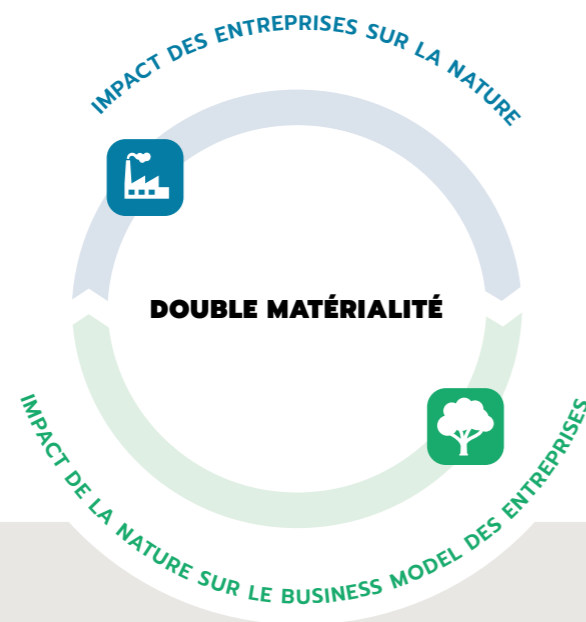 IMPACT DES ENTREPRISES SUR LA NATURE
DOUBLE MATÉRIALITÉ
IMPACT DE LA NATURE SUR LE BUSINESS MODEL DES ENTREPRISES